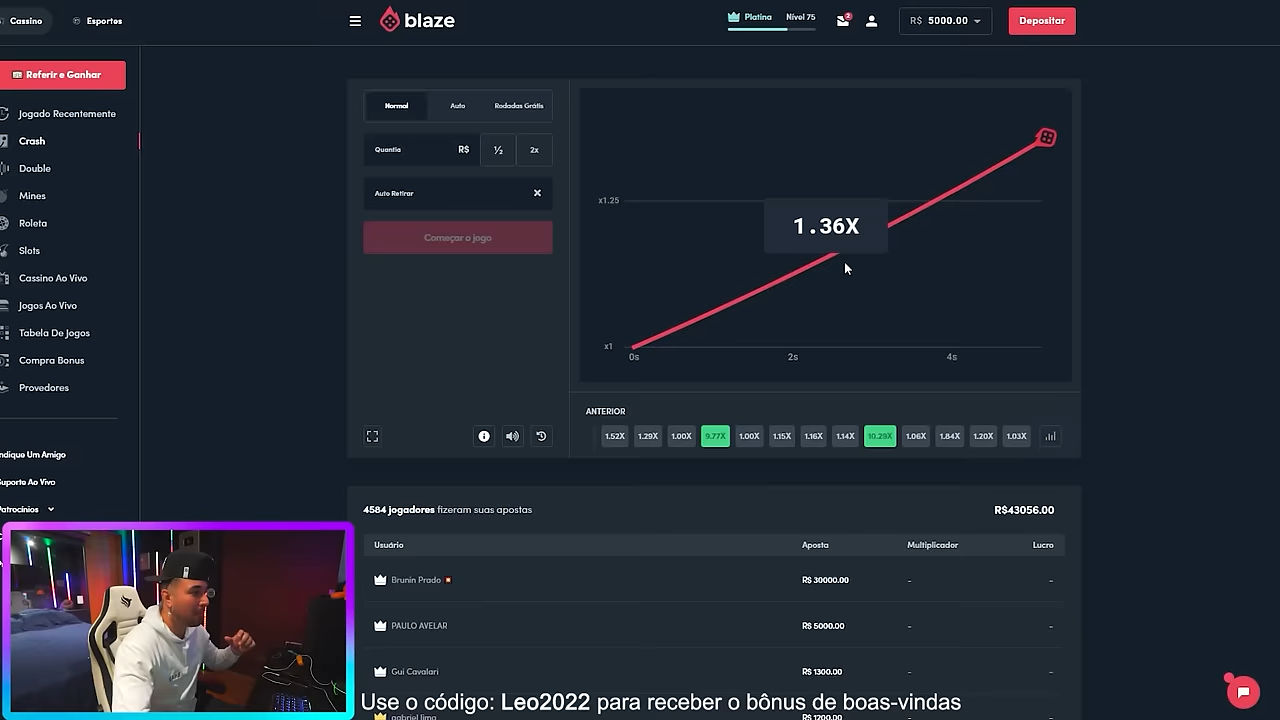 Cassino
Esportes
blaze
Platina
Nível 75
2
R$ 5000.00
Depositar
Referir e Ganhar
Jogado Recentemente
Crash
Double
Mines
Roleta
Slots
Cassino Ao Vivo
Jogos Ao Vivo
Tabela De Jogos
Compra Bonus
Provedores
ndique Um Amigo
Suporte Ao Vivo
Patrocínios
Normal
Auto
Rodadas Grátis
Quantia
R$
½
2x
Auto Retirar
Começar o jogo
x1.25
1.36X
x1
0s
2s
4s
ANTERIOR
1.52X
1.29X
1.00X
9.77X
1.00X
1.15X
1.16X
1.14X
10.29X
1.06X
1.84X
1.20X
1.03X
4584 jogadores fizeram suas apostas
R$43056.00
Usuário
Aposta
Multiplicador
Lucro
Brunin Prado
R$ 30000.00
-
-
PAULO AVELAR
R$ 5000.00
-
-
Gui Cavalari
R$ 1300.00
-
-
gabriel lima
R$ 1200.00
Use o código: Leo2022 para receber o bônus de boas-vindas